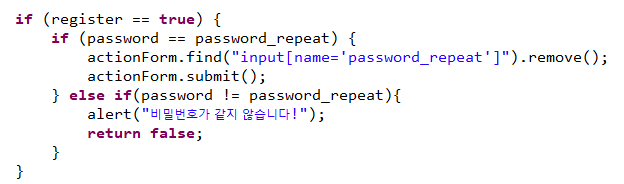 if (register == true) {
    if (password == password_repeat) {
        actionForm.find("input[name='password_repeat']").remove();
        actionForm.submit();
    } else if(password != password_repeat){
        alert("비밀번호가 같지 않습니다!");
        return false;
    }
}